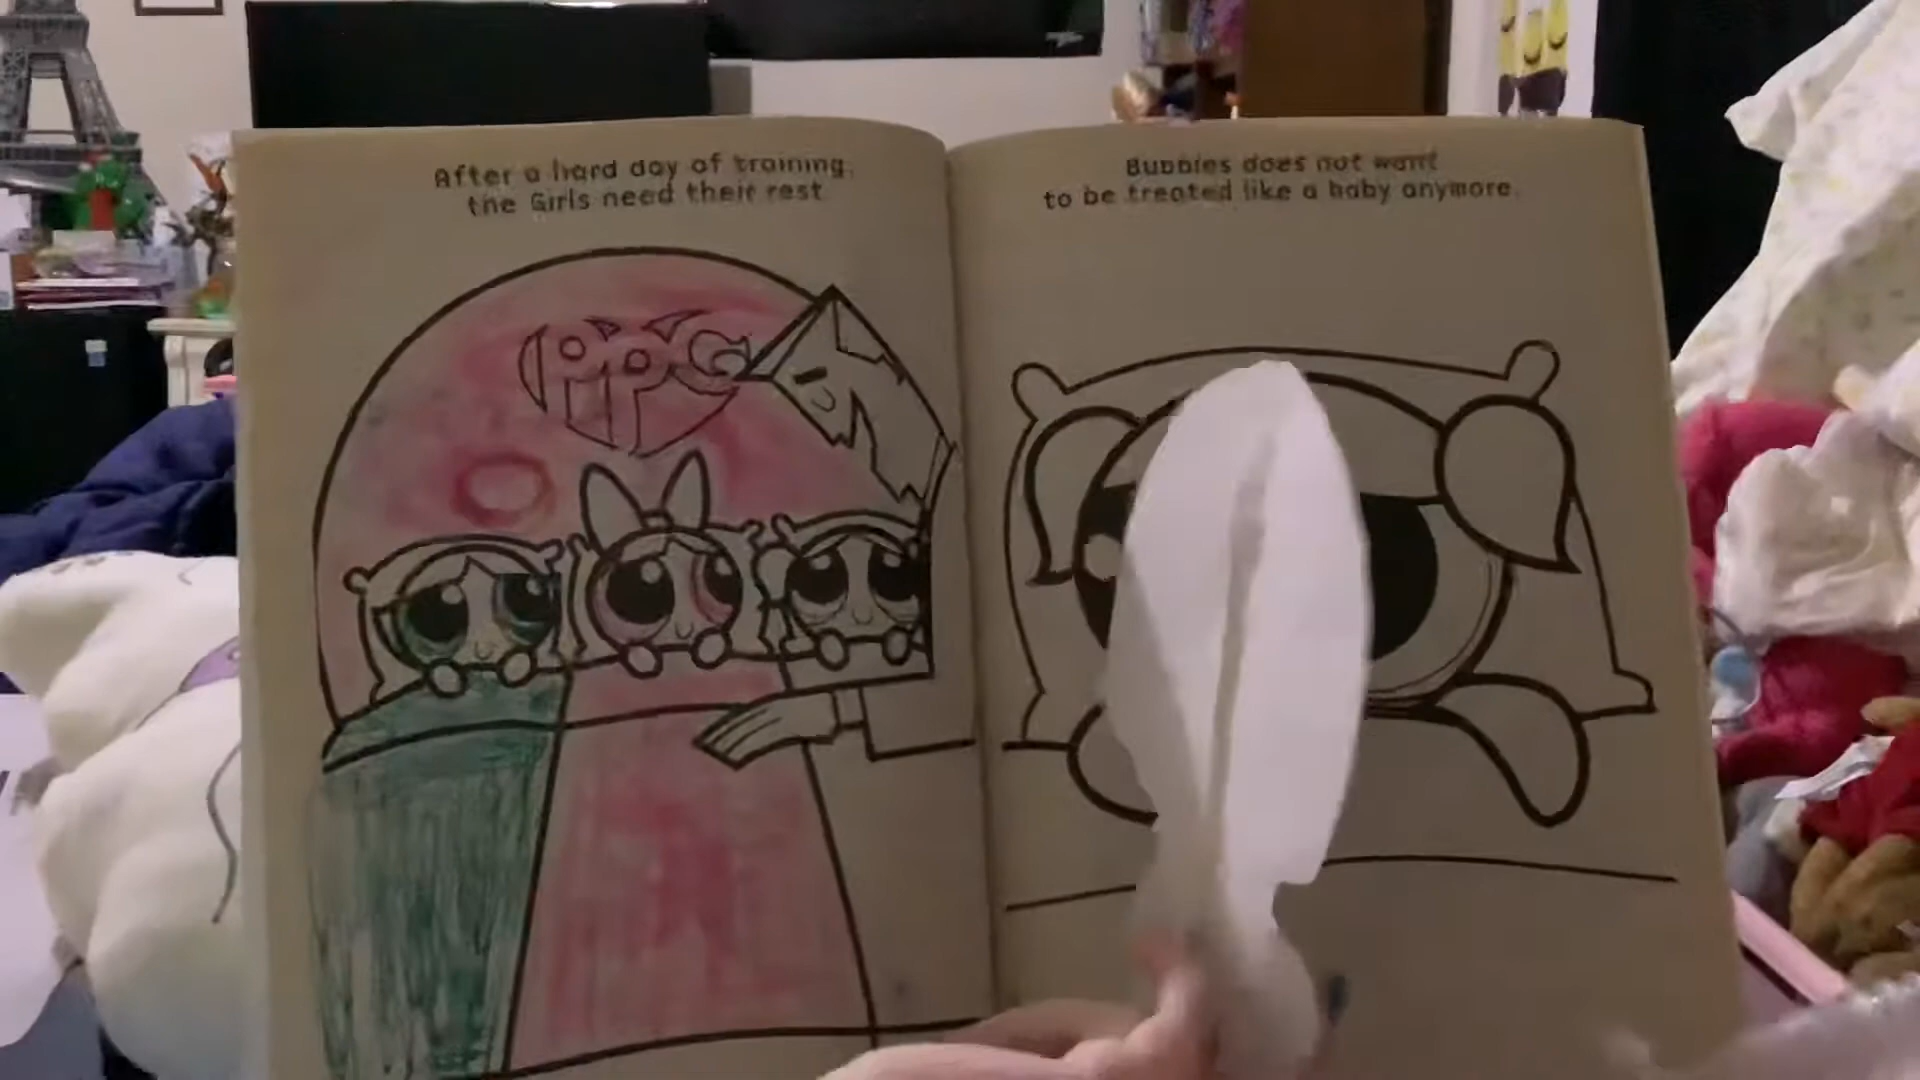 After a hard day of training,
the Girls need their rest.
Bubbles does not want
to be treated like a baby anymore.
PPG